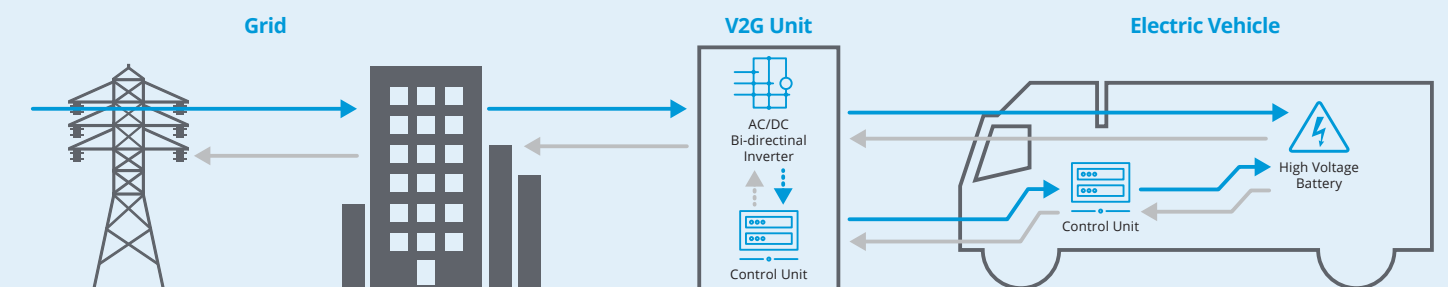 Grid
V2G Unit
Electric Vehicle
AC/DC
Bi-directinal
Inverter
Control Unit
Control Unit
High Voltage
Battery